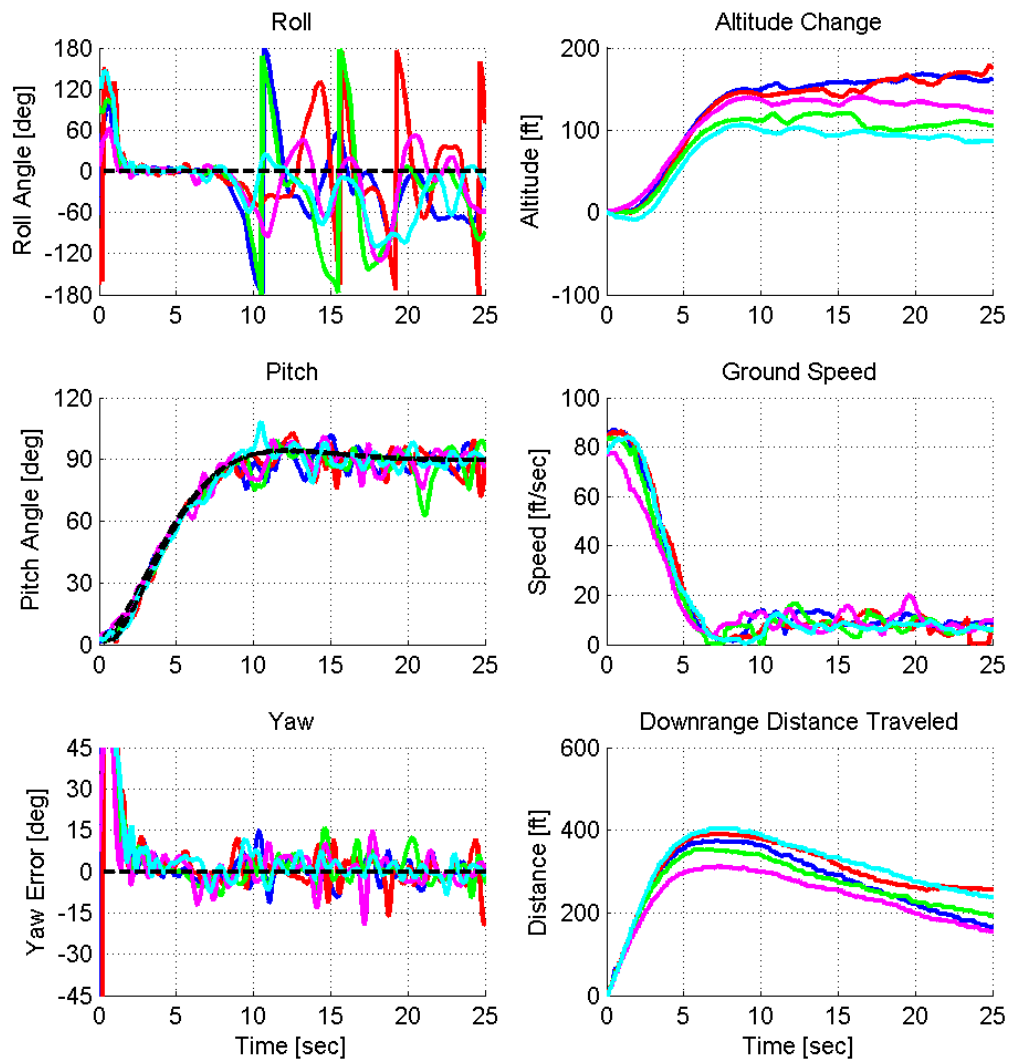 Roll
Roll Angle [deg]
180
120
60
0
-60
-120
-180
0 5 10 15 20 25
Altitude Change
Altitude [ft]
200
100
0
-100
0 5 10 15 20 25
Pitch
Pitch Angle [deg]
120
90
60
30
0
0 5 10 15 20 25
Ground Speed
Speed [ft/sec]
100
80
60
40
20
0
0 5 10 15 20 25
Yaw
Yaw Error [deg]
45
30
15
0
-15
-30
-45
0 5 10 15 20 25
Time [sec]
Downrange Distance Traveled
Distance [ft]
600
400
200
0
0 5 10 15 20 25
Time [sec]